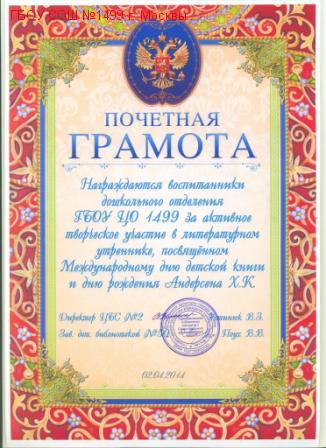 ГБОУ СОШ №1499 г. Москвы
ПОЧЕТНАЯ
ГРАМОТА
Награждаются воспитанники
дошкольного отделения
ГБОУ ЦО 1499 за активное
творческое участие в литературном
утреннике, посвящённом
Международному дню детской книги
и дню рождения Андерсена Х.К.
Директор ЦБС №2 В.З.
Зав. дет. библиотекой В.В.
02.04.2014